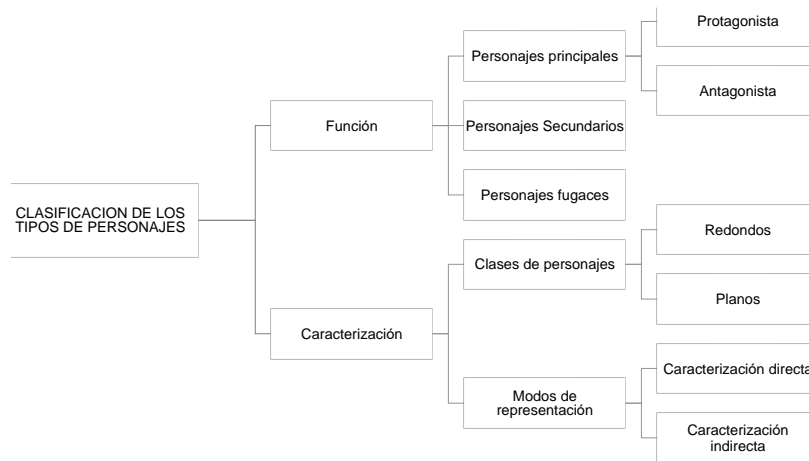 CLASIFICACION DE LOS
TIPOS DE PERSONAJES
Función
Personajes principales
Protagonista
Antagonista
Personajes Secundarios
Personajes fugaces
Caracterización
Clases de personajes
Redondos
Planos
Modos de
representación
Caracterización directa
Caracterización
indirecta